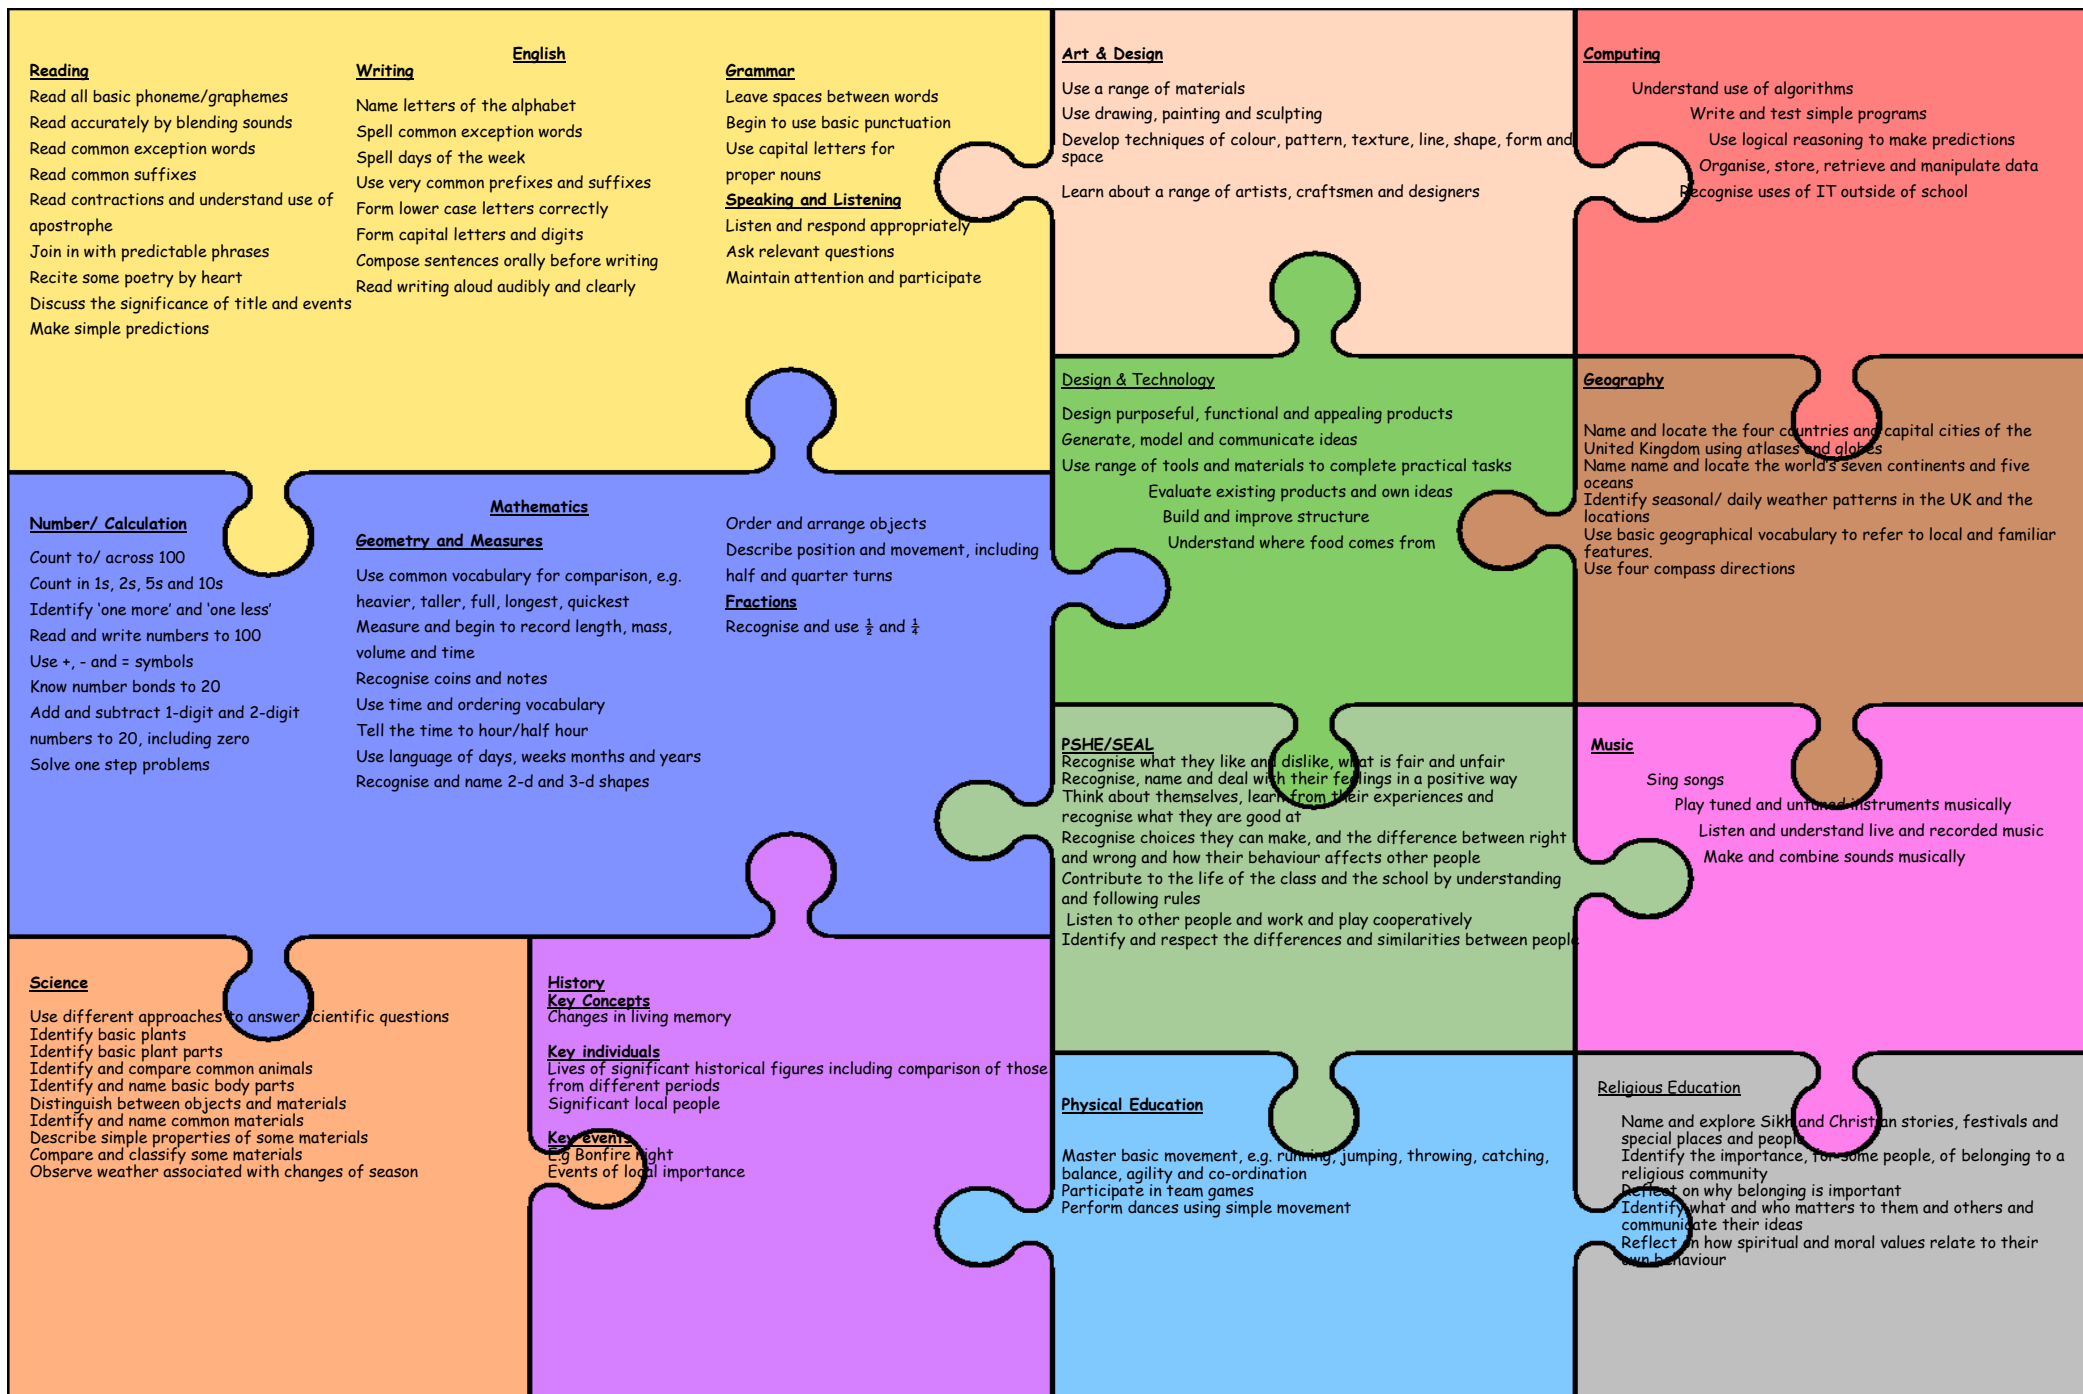 English
Reading
Read all basic phoneme/graphemes
Read accurately by blending sounds
Read common exception words
Read common suffixes
Read contractions and understand use of
apostrophe
Join in with predictable phrases
Recite some poetry by heart
Discuss the significance of title and events
Make simple predictions
Writing
Name letters of the alphabet
Spell common exception words
Spell days of the week
Use very common prefixes and suffixes
Form lower case letters correctly
Form capital letters and digits
Compose sentences orally before writing
Read writing aloud audibly and clearly
Grammar
Leave spaces between words
Begin to use basic punctuation
Use capital letters for
proper nouns
Speaking and Listening
Listen and respond appropriately
Ask relevant questions
Maintain attention and participate
Art & Design
Use a range of materials
Use drawing, painting and sculpting
Develop techniques of colour, pattern, texture, line, shape, form and
space
Learn about a range of artists, craftsmen and designers
Computing
Understand use of algorithms
Write and test simple programs
Use logical reasoning to make predictions
Organise, store, retrieve and manipulate data
Recognise uses of IT outside of school
Mathematics
Number/ Calculation
Count to/ across 100
Count in 1s, 2s, 5s and 10s
Identify ‘one more’ and ‘one less’
Read and write numbers to 100
Use +, - and = symbols
Know number bonds to 20
Add and subtract 1-digit and 2-digit
numbers to 20, including zero
Solve one step problems
Geometry and Measures
Use common vocabulary for comparison, e.g.
heavier, taller, full, longest, quickest
Measure and begin to record length, mass,
volume and time
Recognise coins and notes
Use time and ordering vocabulary
Tell the time to hour/half hour
Use language of days, weeks months and years
Recognise and name 2-d and 3-d shapes
Order and arrange objects
Describe position and movement, including
half and quarter turns
Fractions
Recognise and use ½ and ¼
Design & Technology
Design purposeful, functional and appealing products
Generate, model and communicate ideas
Use range of tools and materials to complete practical tasks
Evaluate existing products and own ideas
Build and improve structure
Understand where food comes from
Geography
Name and locate the four countries and capital cities of the
United Kingdom using atlases and globes
Name name and locate the world’s seven continents and five
oceans
Identify seasonal/ daily weather patterns in the UK and the
locations
Use basic geographical vocabulary to refer to local and familiar
features.
Use four compass directions
PSHE/SEAL
Recognise what they like and dislike, what is fair and unfair
Recognise, name and deal with their feelings in a positive way
Think about themselves, learn from their experiences and
recognise what they are good at
Recognise choices they can make, and the difference between right
and wrong and how their behaviour affects other people
Contribute to the life of the class and the school by understanding
and following rules
Listen to other people and work and play cooperatively
Identify and respect the differences and similarities between people
Music
Sing songs
Play tuned and untuned instruments musically
Listen and understand live and recorded music
Make and combine sounds musically
Science
Use different approaches to answer scientific questions
Identify basic plants
Identify basic plant parts
Identify and compare common animals
Identify and name basic body parts
Distinguish between objects and materials
Identify and name common materials
Describe simple properties of some materials
Compare and classify some materials
Observe weather associated with changes of season
History
Key Concepts
Changes in living memory
Key individuals
Lives of significant historical figures including comparison of those
from different periods
Significant local people
Key events
E.g Bonfire night
Events of local importance
Physical Education
Master basic movement, e.g. running, jumping, throwing, catching,
balance, agility and co-ordination
Participate in team games
Perform dances using simple movement
Religious Education
Name and explore Sikh and Christian stories, festivals and
special places and people
Identify the importance, for some people, of belonging to a
religious community
Reflect on why belonging is important
Identify what and who matters to them and others and
communicate their ideas
Reflect on how spiritual and moral values relate to their
own behaviour